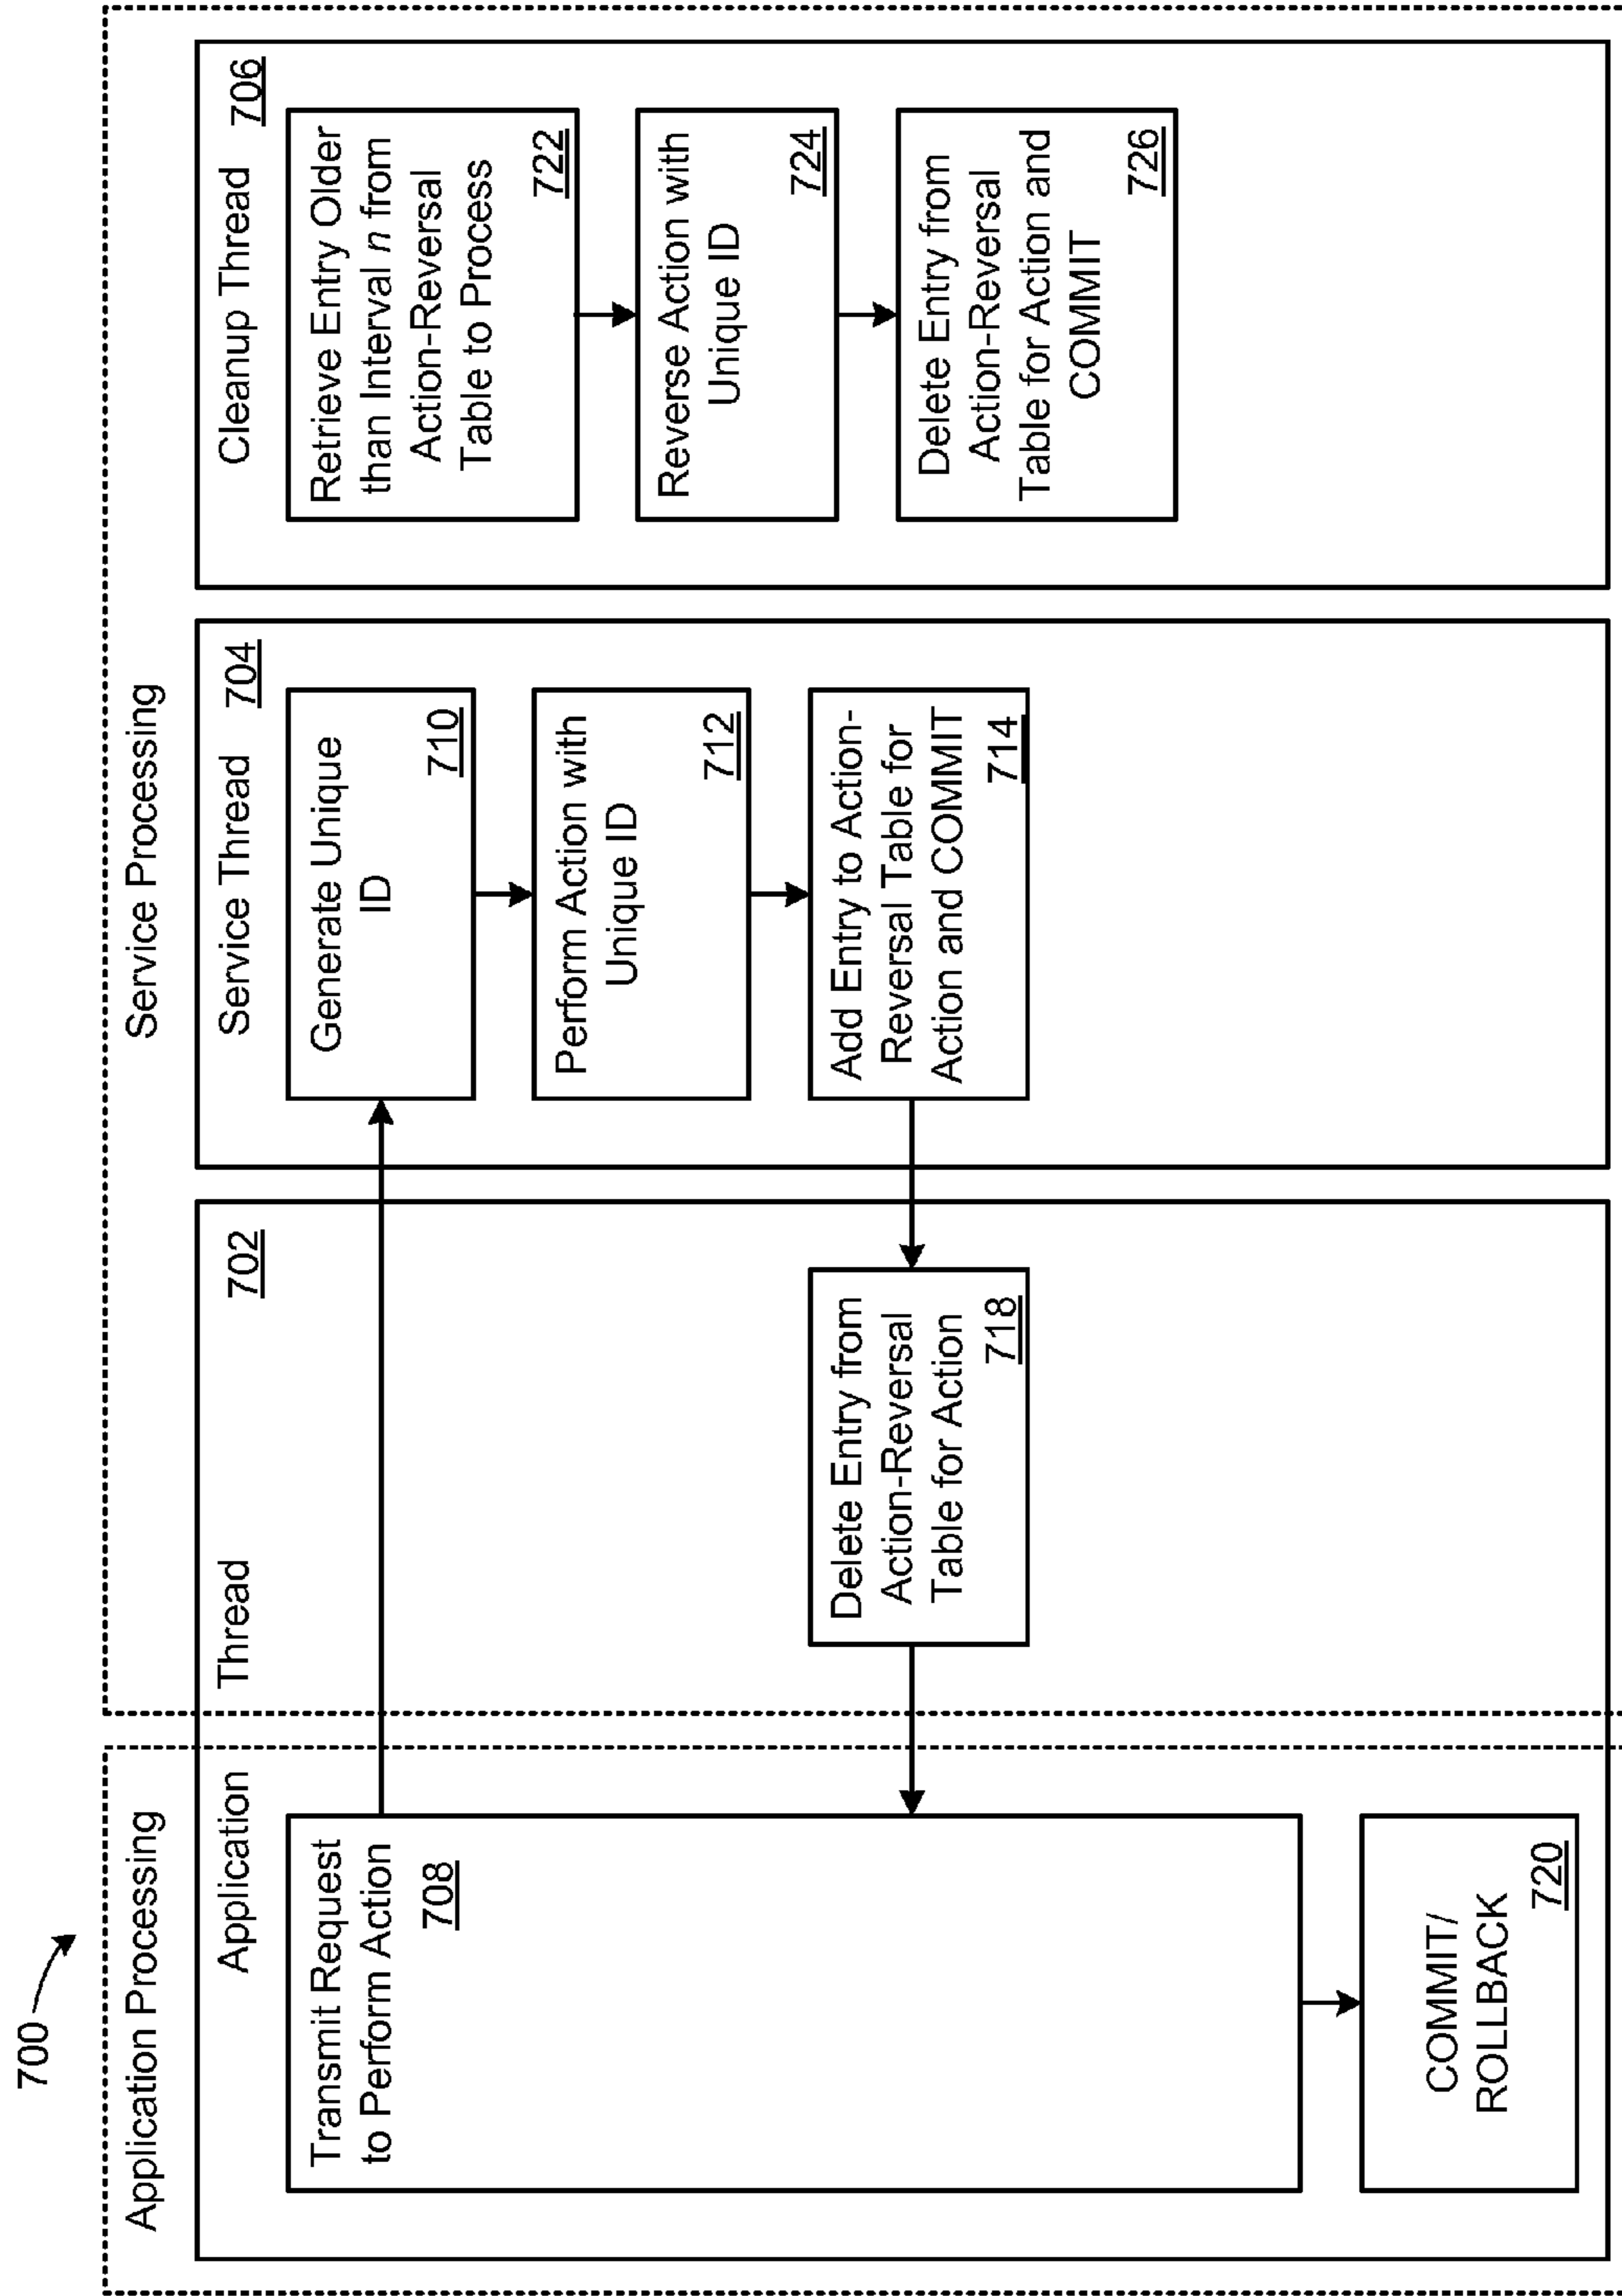 700
Application Processing
Service Processing
Application Thread
702
Transmit Request
to Perform Action
708
Delete Entry from
Action-Reversal
Table for Action
718
COMMIT/
ROLLBACK
720
Service Thread
704
Generate Unique
ID
710
Perform Action with
Unique ID
712
Add Entry to Action-
Reversal Table for
Action and COMMIT
714
Cleanup Thread
706
Retrieve Entry Older
than Interval n from
Action-Reversal
Table to Process
722
Reverse Action with
Unique ID
724
Delete Entry from
Action-Reversal
Table for Action and
COMMIT
726